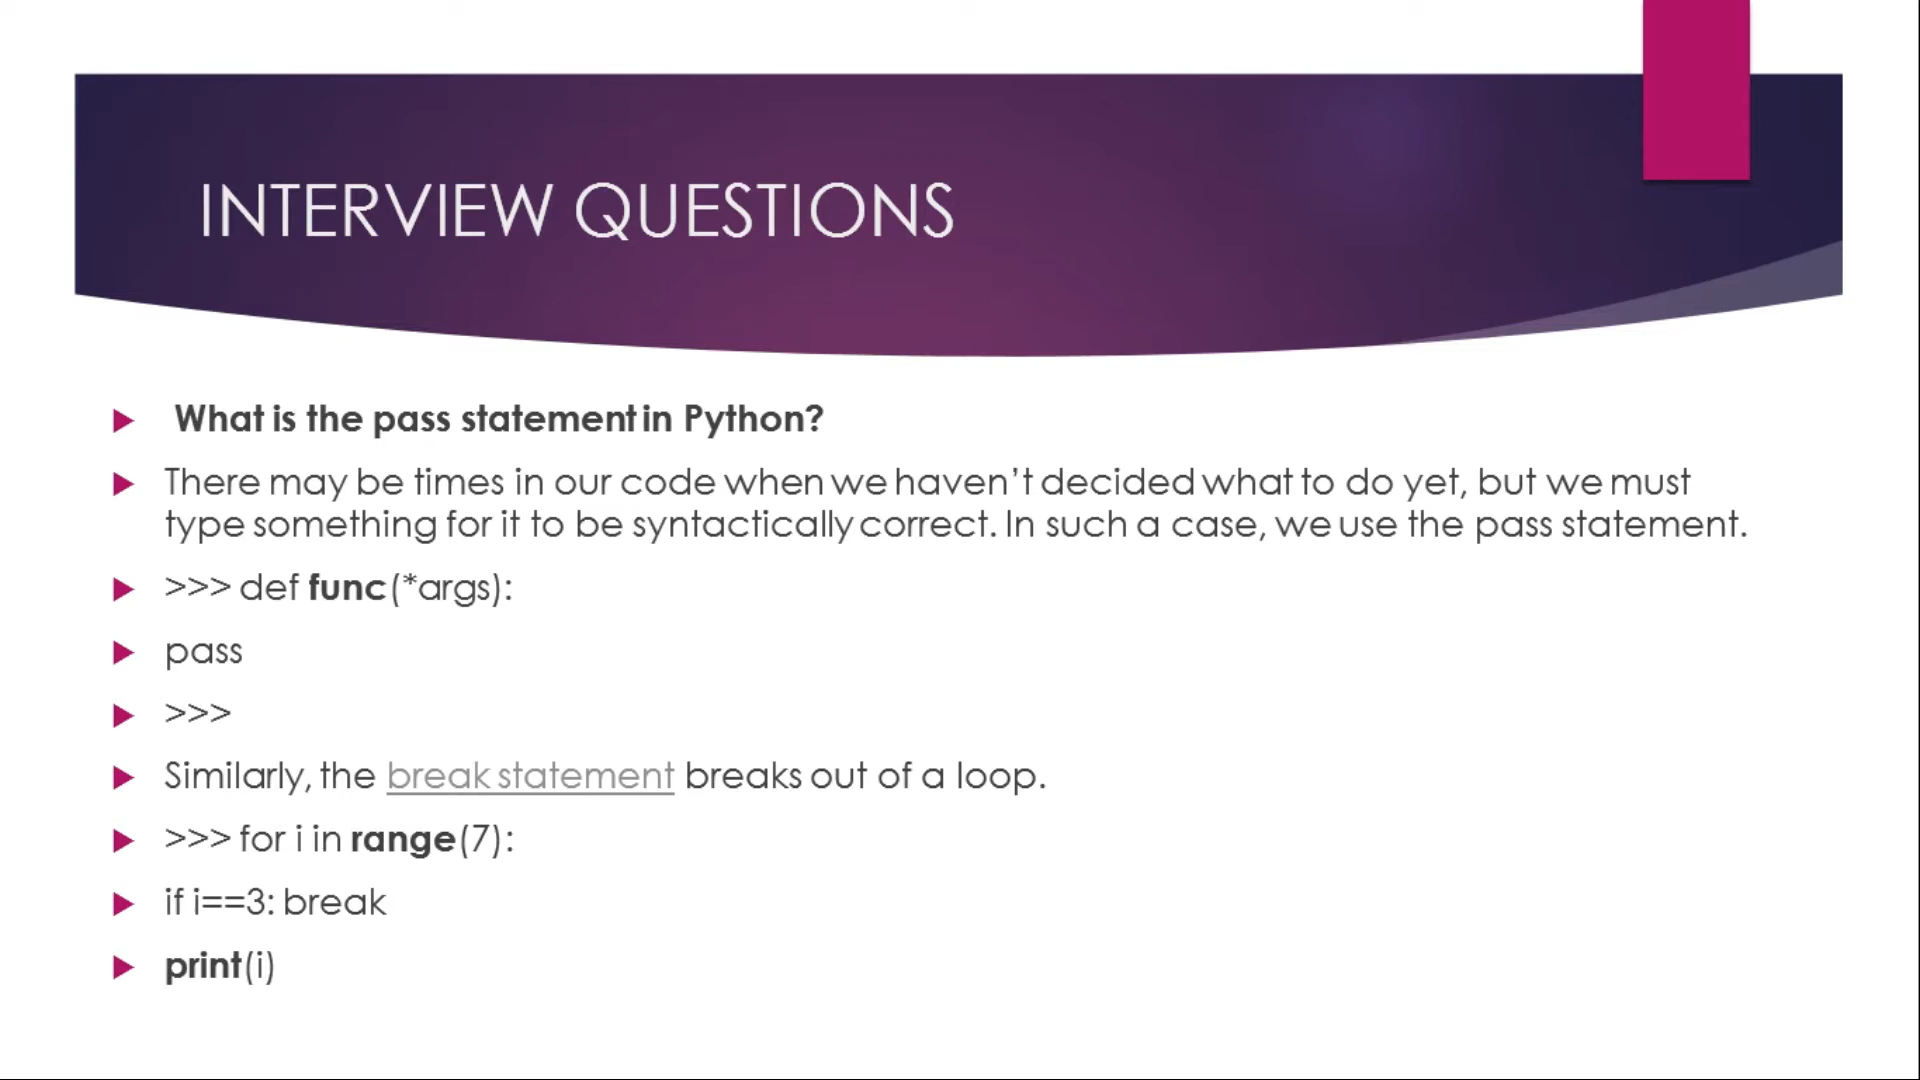 INTERVIEW QUESTIONS
What is the pass statement in Python?
There may be times in our code when we haven’t decided what to do yet, but we must
type something for it to be syntactically correct. In such a case, we use the pass statement.
>>> def func(*args):
pass
>>>
Similarly, the break statement breaks out of a loop.
>>> for i in range(7):
if i==3: break
print(i)